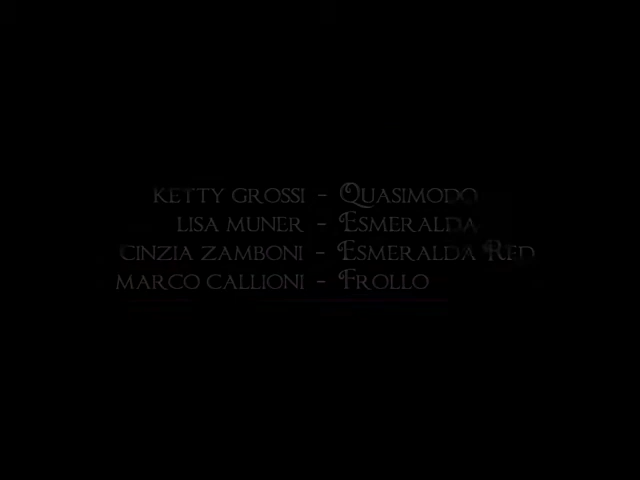 KETTY GROSSI - QUASIMODO
LISA MUNER - ESMERALDA
CINZIA ZAMBONI - ESMERALDA RED
MARCO CALLIONI - FROLLO